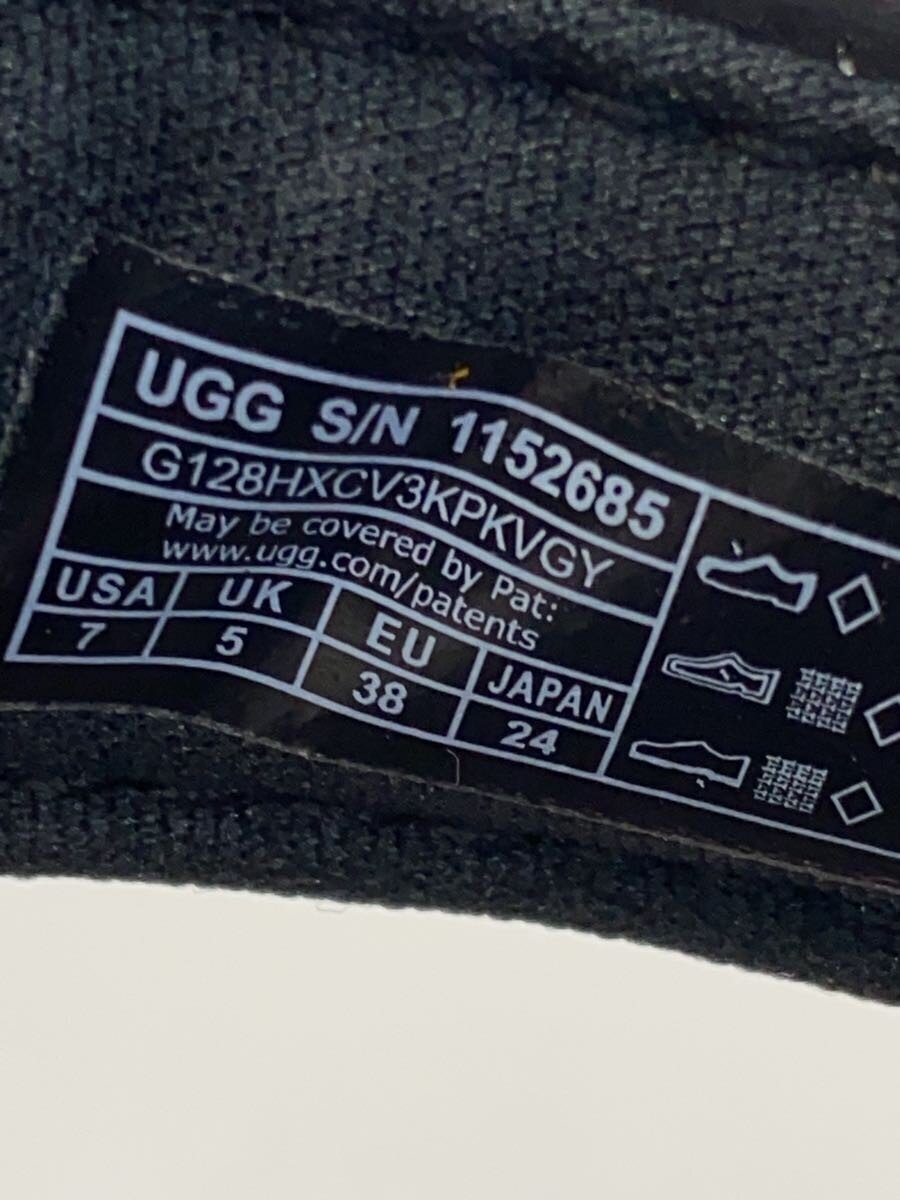 UGG S/N 1152685
G128HXCV3KPKVGY
May be covered by Pat:
www.ugg.com/patents
USA UK EU JAPAN
7 5 38 24